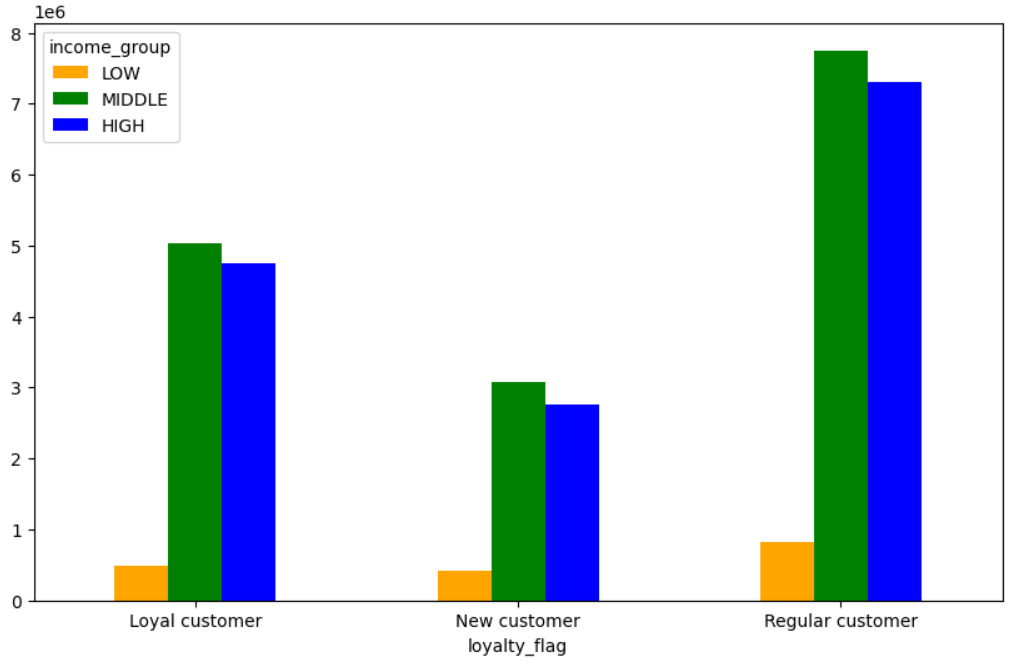 1e6
8
7
6
5
4
3
2
1
0
income_group
LOW
MIDDLE
HIGH
Loyal customer
New customer
Regular customer
loyalty_flag